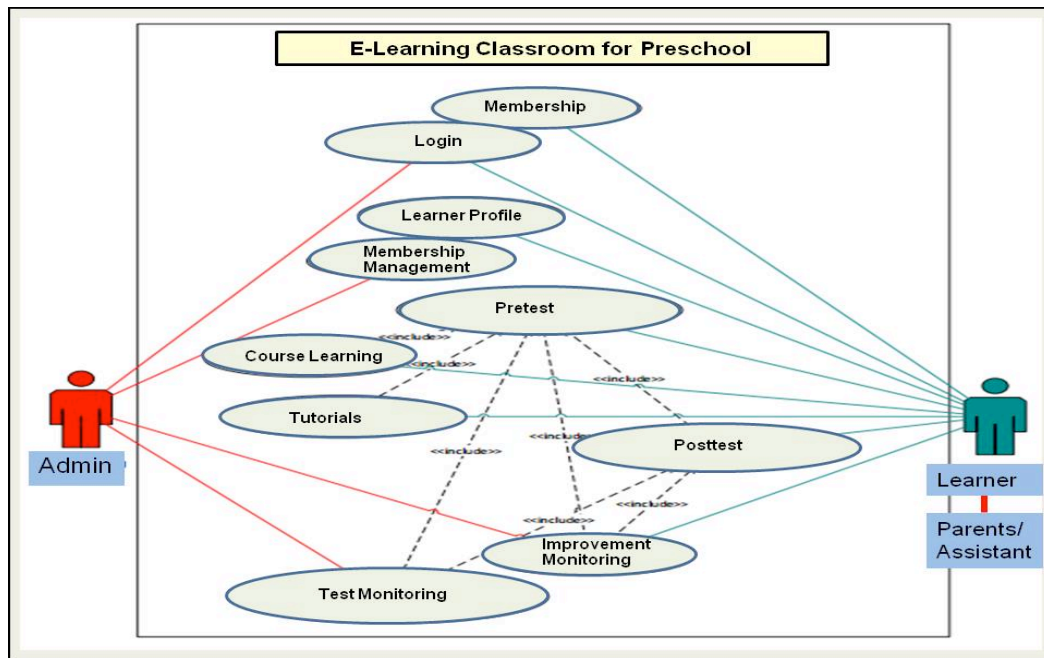 E-Learning Classroom for Preschool
Membership
Login
Learner Profile
Membership
Management
Pretest
<<include>>
Course Learning
<<include>>
<<include>>
Tutorials
<<include>>
Posttest
<<include>>
Admin
Learner
<<include>>
Parents/
Assistant
Improvement
Monitoring
Test Monitoring